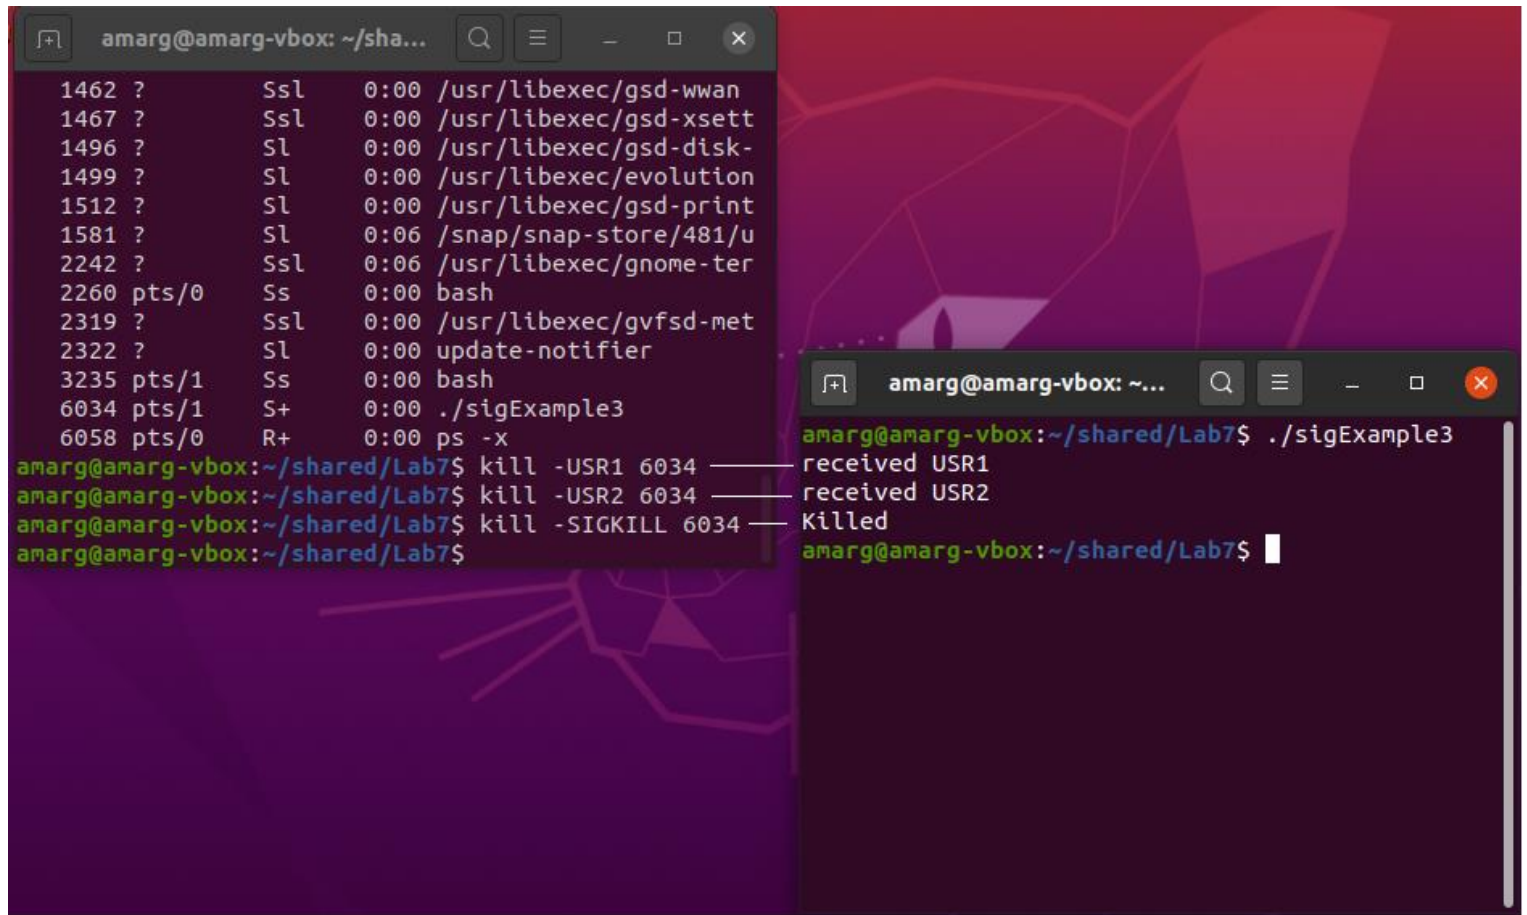 amarg@amarg-vbox: ~/sha...
1462 ? Ssl 0:00 /usr/libexec/gsd-wwan
1467 ? Ssl 0:00 /usr/libexec/gsd-xsett
1496 ? Sl 0:00 /usr/libexec/gsd-disk-
1499 ? Sl 0:00 /usr/libexec/evolution
1512 ? Sl 0:00 /usr/libexec/gsd-print
1581 ? Sl 0:06 /snap/snap-store/481/u
2242 ? Ssl 0:06 /usr/libexec/gnome-ter
2260 pts/0 Ss 0:00 bash
2319 ? Ssl 0:00 /usr/libexec/gvfsd-met
2322 ? Sl 0:00 update-notifier
3235 pts/1 Ss 0:00 bash
6034 pts/1 S+ 0:00 ./sigExample3
6058 pts/0 R+ 0:00 ps -x
amarg@amarg-vbox:~/shared/Lab7$ kill -USR1 6034
amarg@amarg-vbox:~/shared/Lab7$ kill -USR2 6034
amarg@amarg-vbox:~/shared/Lab7$ kill -SIGKILL 6034
amarg@amarg-vbox:~/shared/Lab7$
amarg@amarg-vbox: ~...
amarg@amarg-vbox:~/shared/Lab7$ ./sigExample3
received USR1
received USR2
Killed
amarg@amarg-vbox:~/shared/Lab7$